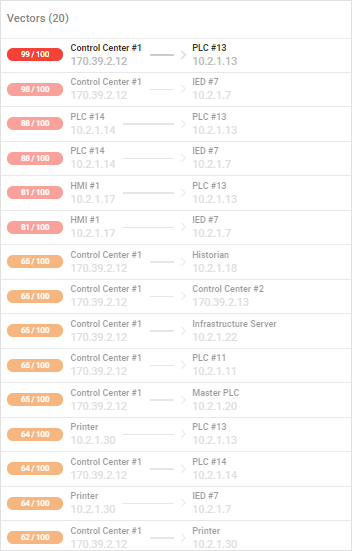 Vectors (20)
99 / 100 Control Center #1 PLC #13
170.39.2.12 10.2.1.13
98 / 100 Control Center #1 IED #7
170.39.2.12 10.2.1.7
88 / 100 PLC #14 PLC #13
10.2.1.14 10.2.1.13
88 / 100 PLC #14 IED #7
10.2.1.14 10.2.1.7
81 / 100 HMI #1 PLC #13
10.2.1.17 10.2.1.13
81 / 100 HMI #1 IED #7
10.2.1.17 10.2.1.7
65 / 100 Control Center #1 Historian
170.39.2.12 10.2.1.18
65 / 100 Control Center #1 Control Center #2
170.39.2.12 170.39.2.13
65 / 100 Control Center #1 Infrastructure Server
170.39.2.12 10.2.1.22
65 / 100 Control Center #1 PLC #11
170.39.2.12 10.2.1.11
65 / 100 Control Center #1 Master PLC
170.39.2.12 10.2.1.20
64 / 100 Printer PLC #13
10.2.1.30 10.2.1.13
64 / 100 Control Center #1 PLC #14
170.39.2.12 10.2.1.14
64 / 100 Printer IED #7
10.2.1.30 10.2.1.7
62 / 100 Control Center #1 Printer
170.39.2.12 10.2.1.30